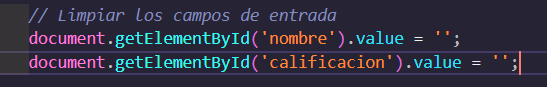 // Limpiar los campos de entrada
document.getElementById('nombre').value = '';
document.getElementById('calificacion').value = '';